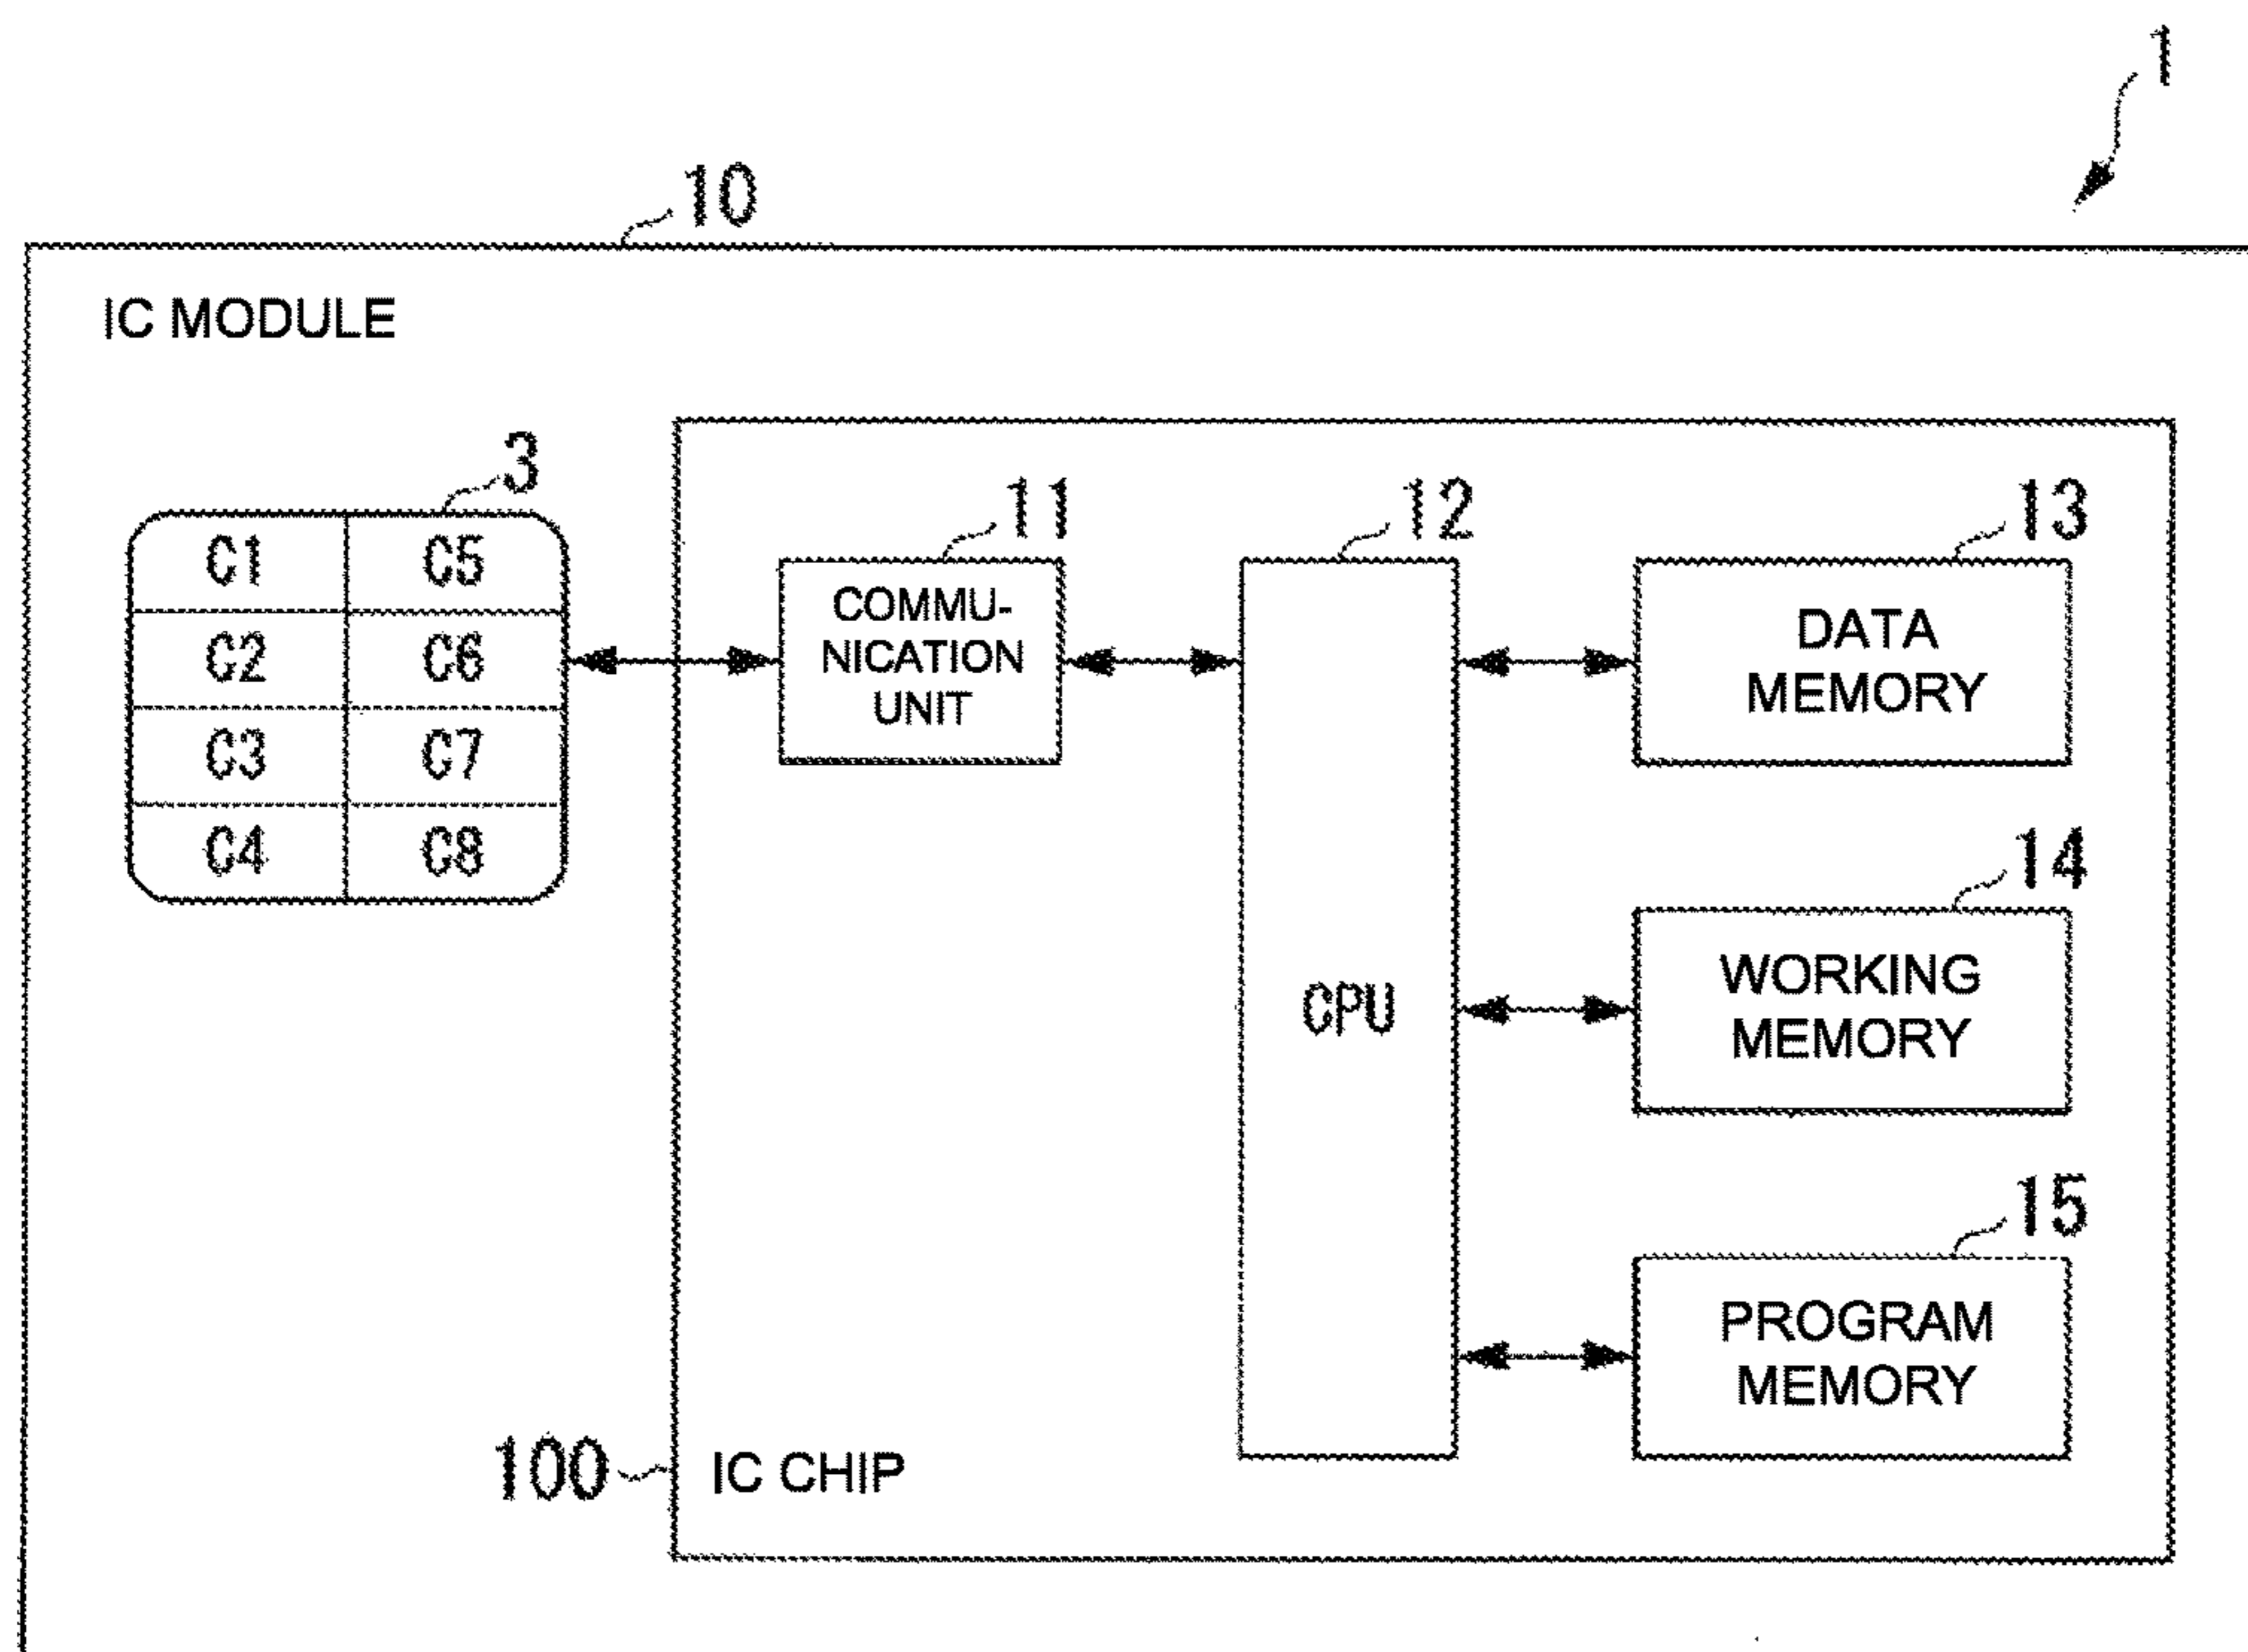 1
10
IC MODULE
3
11
12
13
C1
C5
COMMU-
NICATION
UNIT
DATA
MEMORY
C2
C6
C3
C7
C4
C8
14
CPU
WORKING
MEMORY
15
PROGRAM
MEMORY
100
IC CHIP